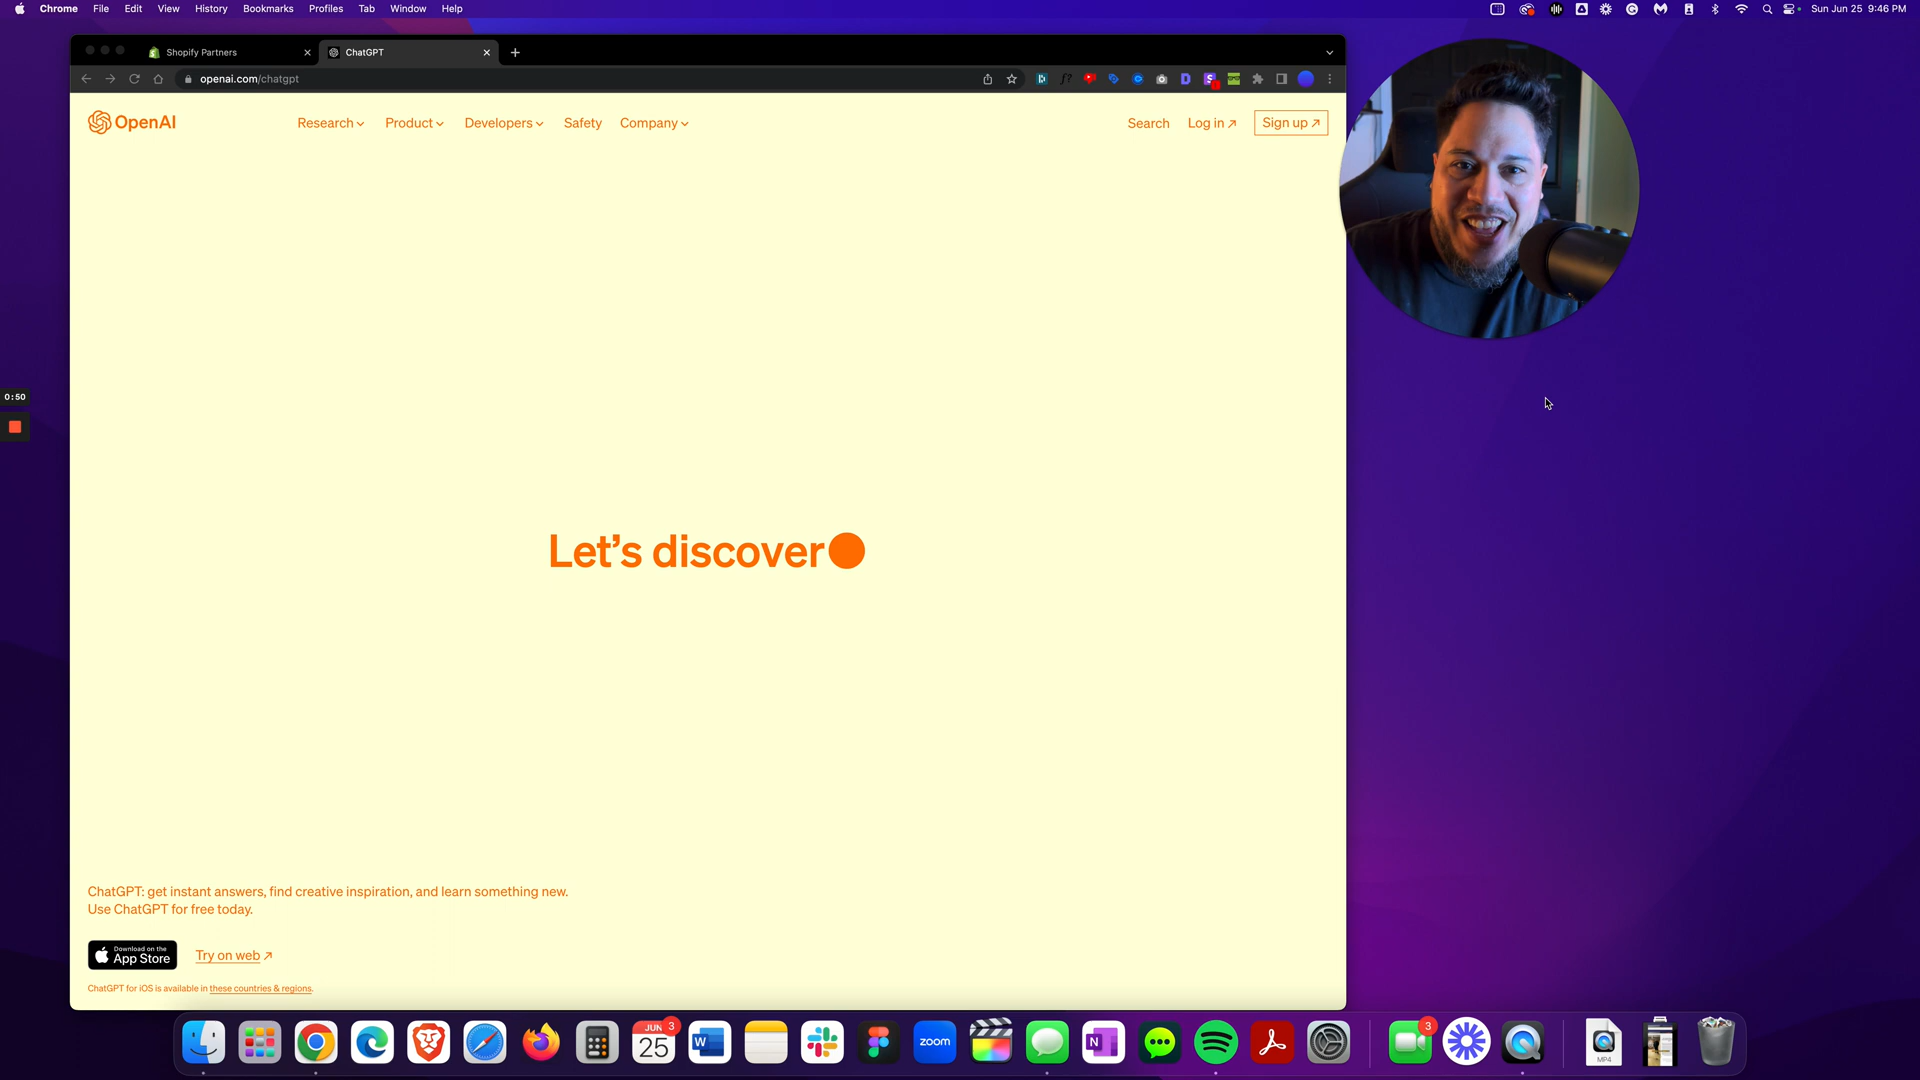 Chrome File Edit View History Bookmarks Profiles Tab Window Help
Sun Jun 25 9:46 PM
Shopify Partners
ChatGPT
openai.com/chatgpt
OpenAI
Research
Product
Developers
Safety
Company
Search
Log in ↗
Sign up ↗
0:50
Let's discover
ChatGPT: get instant answers, find creative inspiration, and learn something new.
Use ChatGPT for free today.
Download on the
App Store
Try on web ↗
ChatGPT for iOS is available in these countries & regions.
JUN
3
25
W
zoom
N
3
MP4